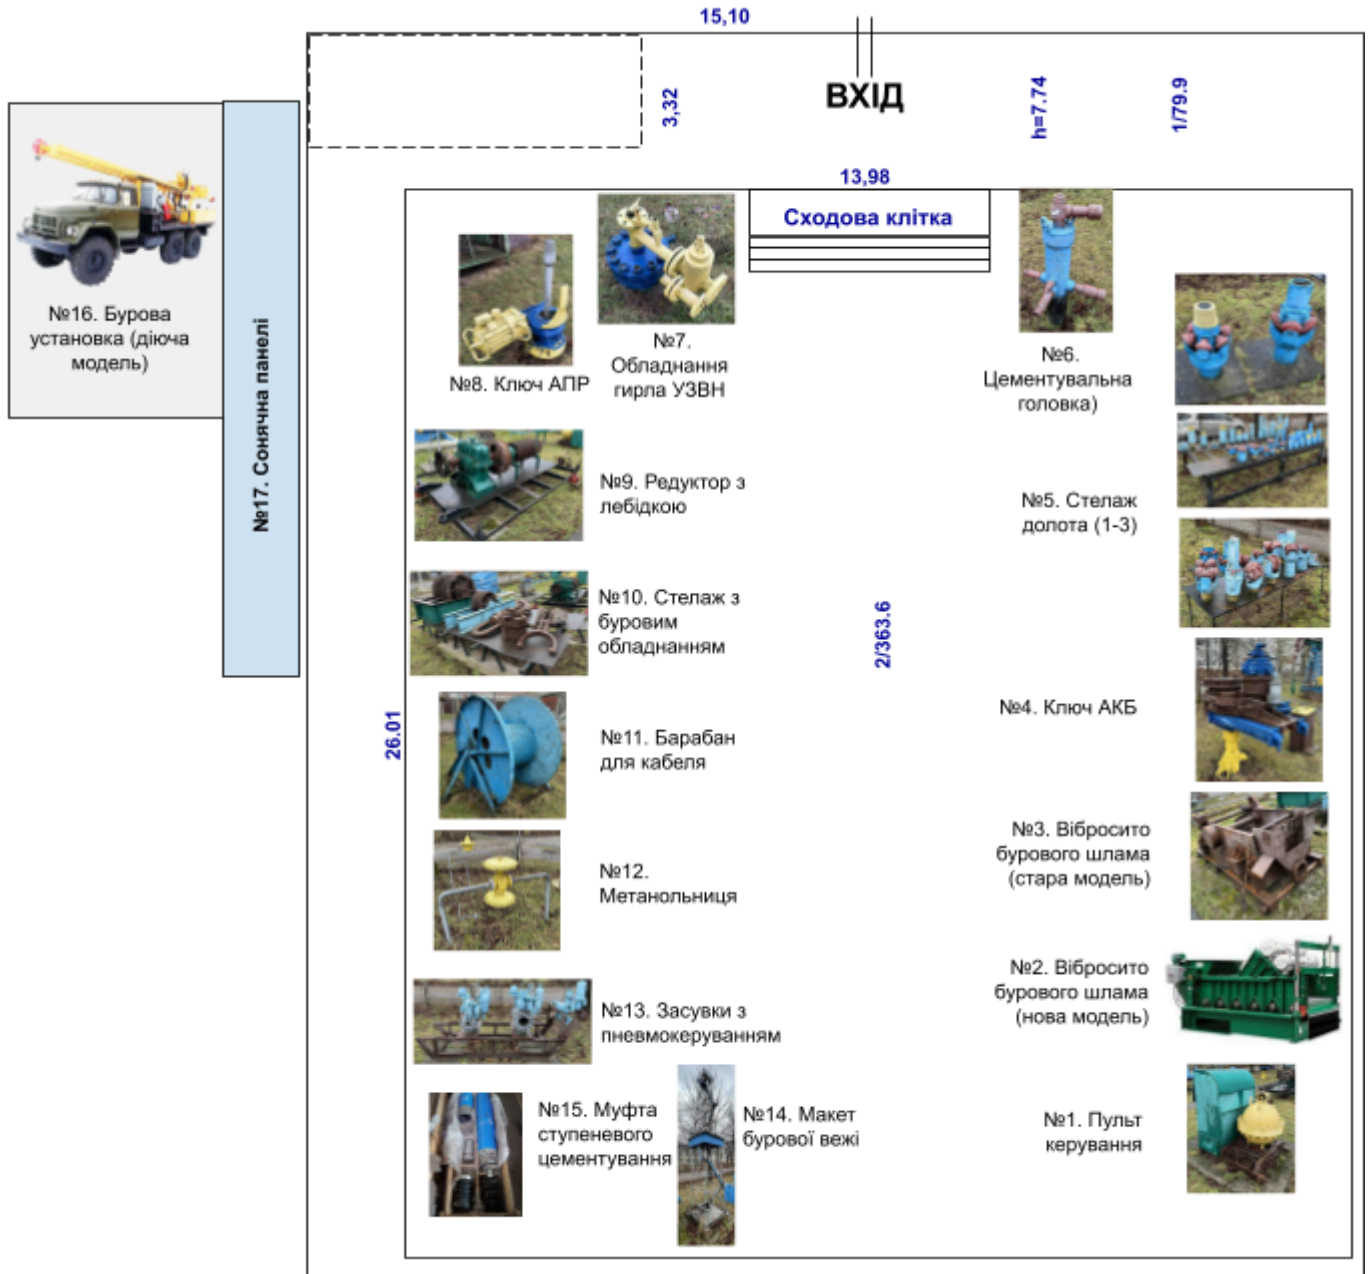 15,10
ВХІД
3,32
h=7.74
1/79.9
13,98
Сходова клітка
№16. Бурова
установка (діюча
модель)
№17. Сонячна панелі
№8. Ключ АПР
№7.
Обладнання
гирла УЗВН
№6.
Цементувальна
головка)
№9. Редуктор з
лебідкою
№5. Стелаж
долота (1-3)
№10. Стелаж з
буровим
обладнанням
2/363.6
№4. Ключ АКБ
26.01
№11. Барабан
для кабеля
№3. Вібросито
бурового шлама
(стара модель)
№12.
Метанольниця
№2. Вібросито
бурового шлама
(нова модель)
№13. Засувки з
пневмокеруванням
№15. Муфта
ступеневого
цементування
№14. Макет
бурової вежі
№1. Пульт
керування